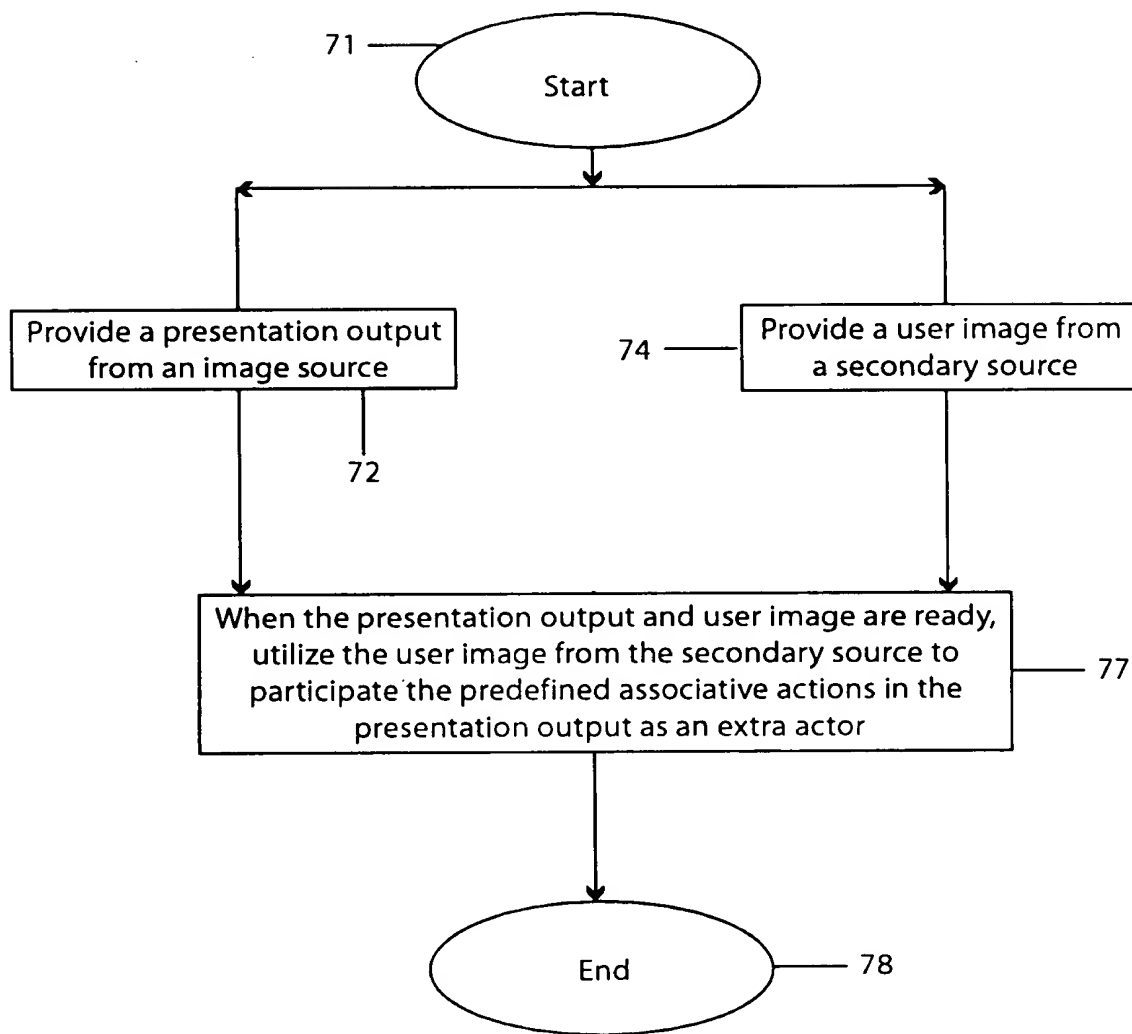 71
Start
Provide a presentation output
from an image source
72
74
Provide a user image from
a secondary source
When the presentation output and user image are ready,
utilize the user image from the secondary source to
participate the predefined associative actions in the
presentation output as an extra actor
77
End
78